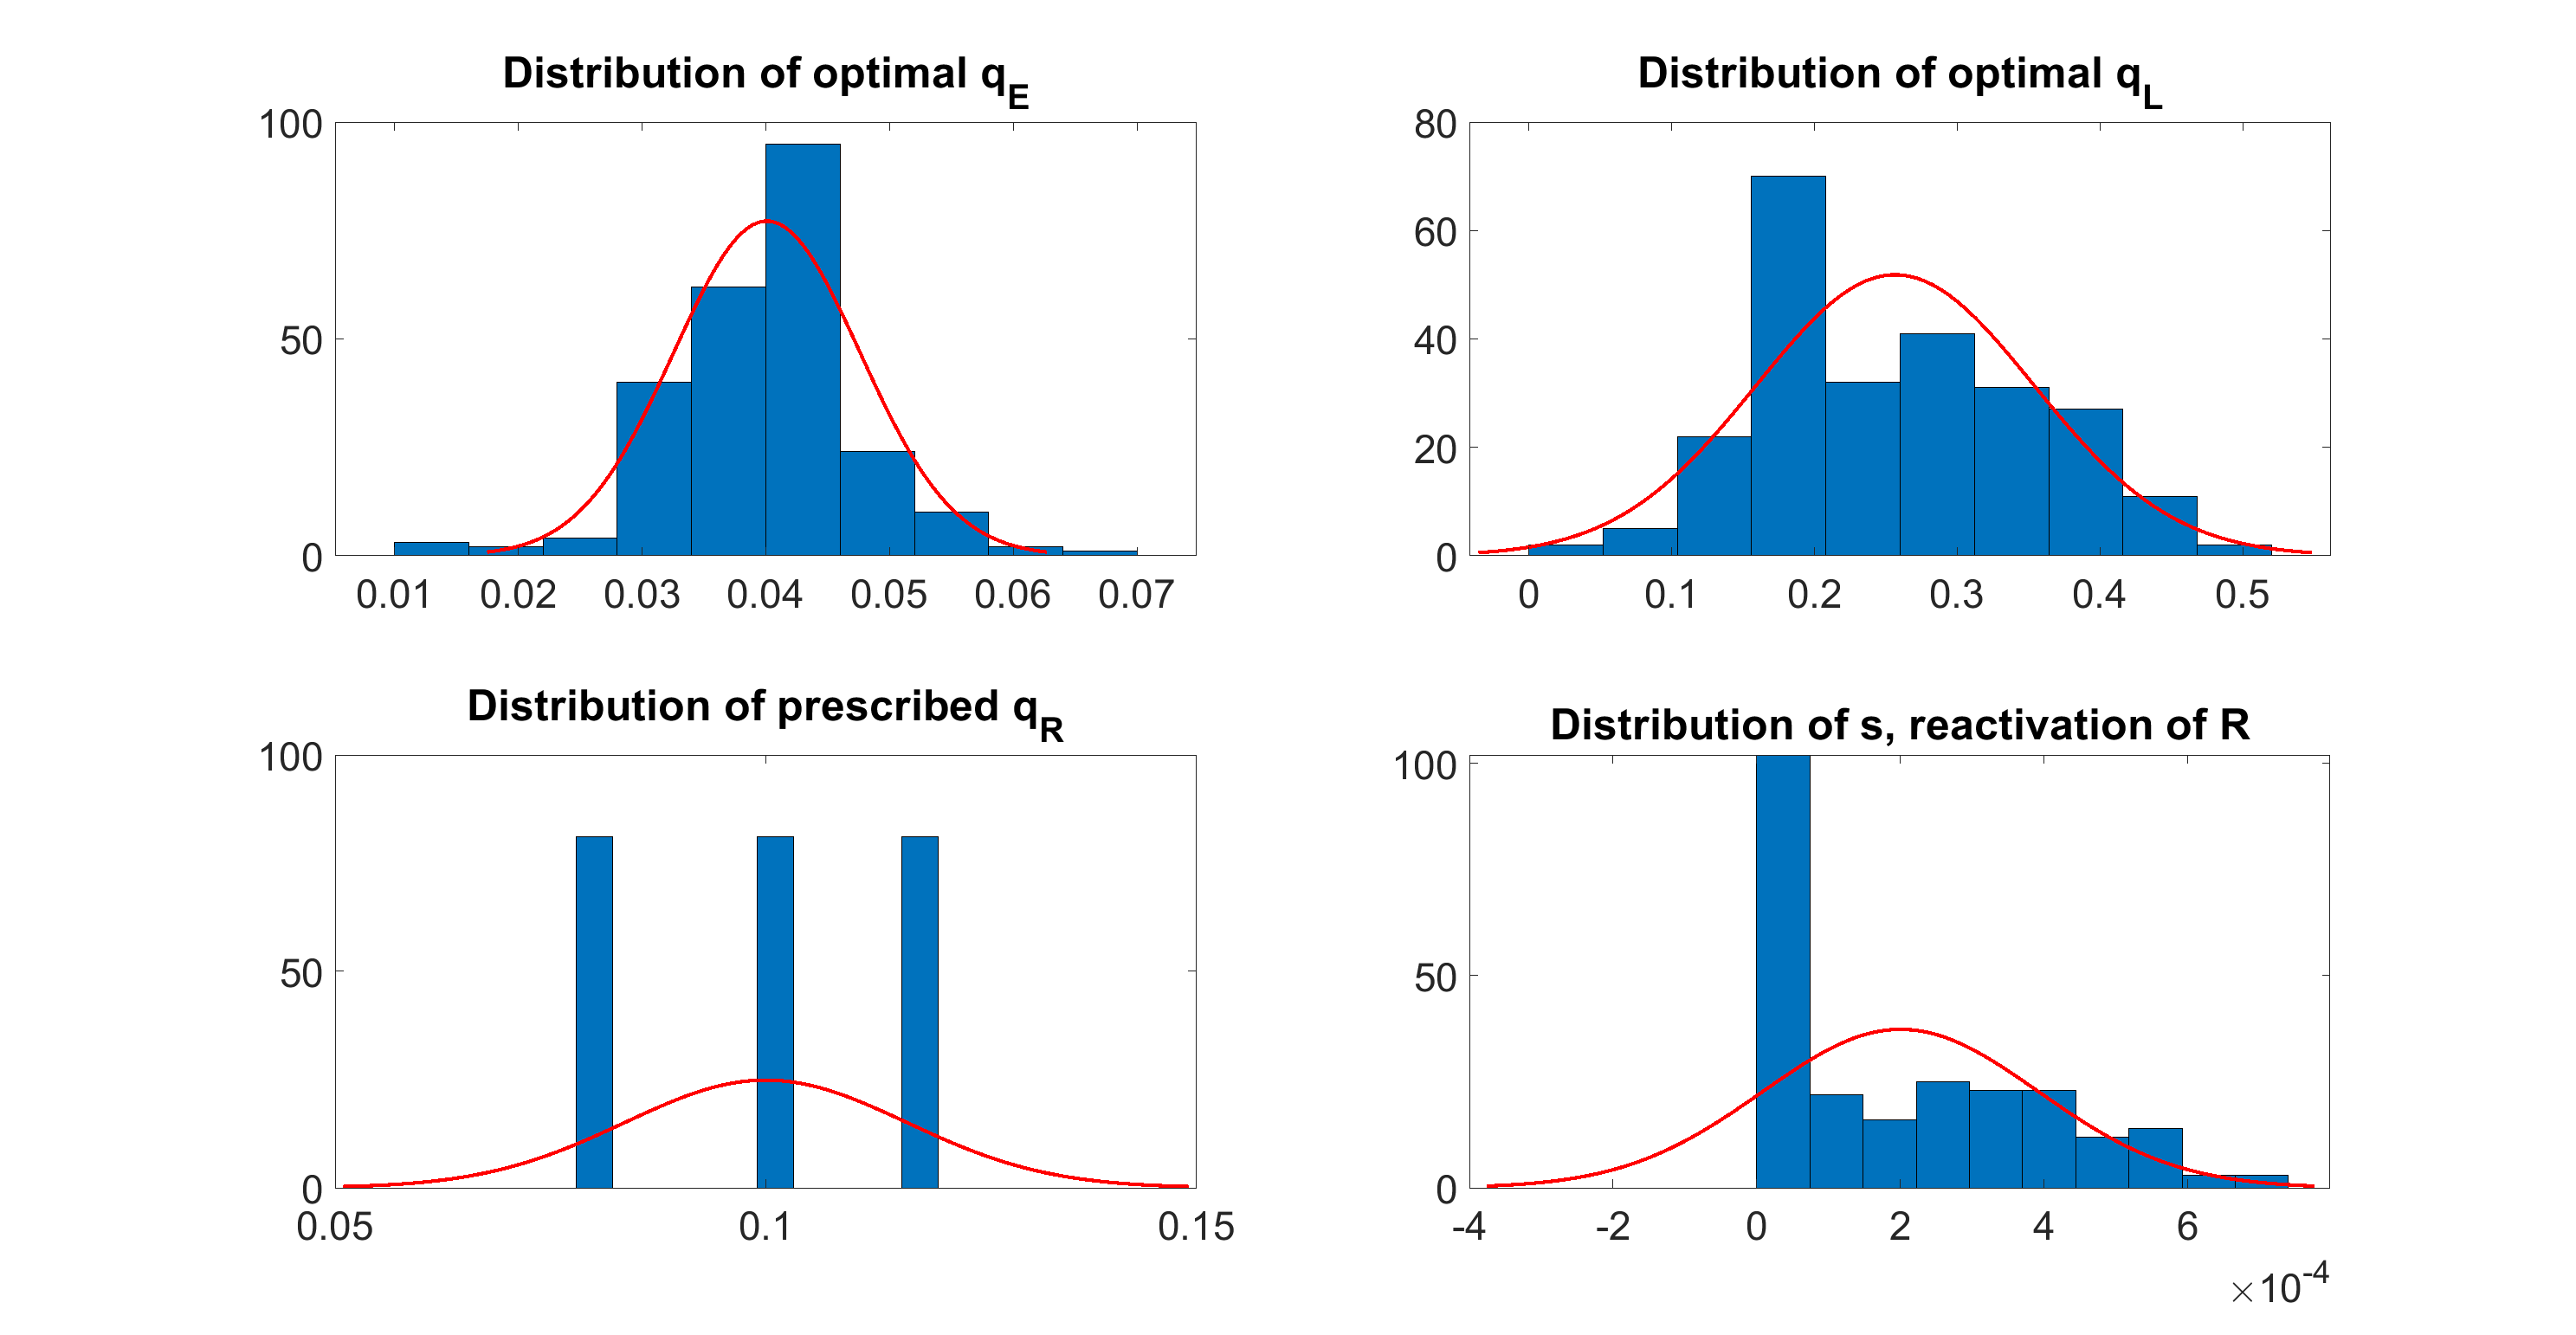 Distribution of optimal q_E
100
50
0
0.01 0.02 0.03 0.04 0.05 0.06 0.07
Distribution of optimal q_L
80
60
40
20
0
0 0.1 0.2 0.3 0.4 0.5
Distribution of prescribed q_R
100
50
0
0.05 0.1 0.15
Distribution of s, reactivation of R
100
50
0
-4 -2 0 2 4 6
×10^-4